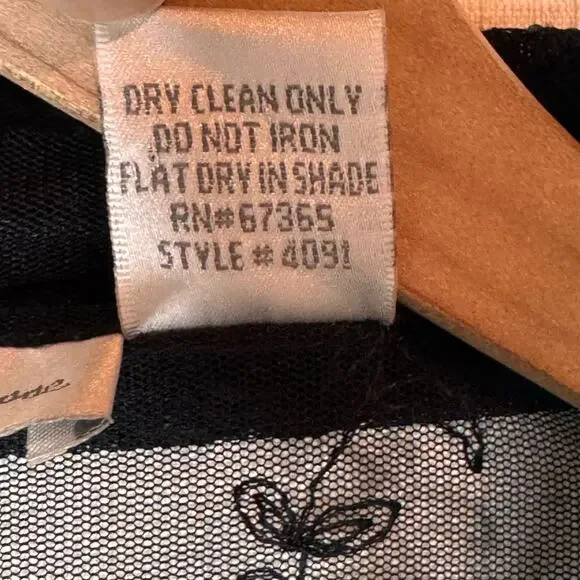 DRY CLEAN ONLY
DO NOT IRON
FLAT DRY IN SHADE
RN#67365
STYLE # 4091